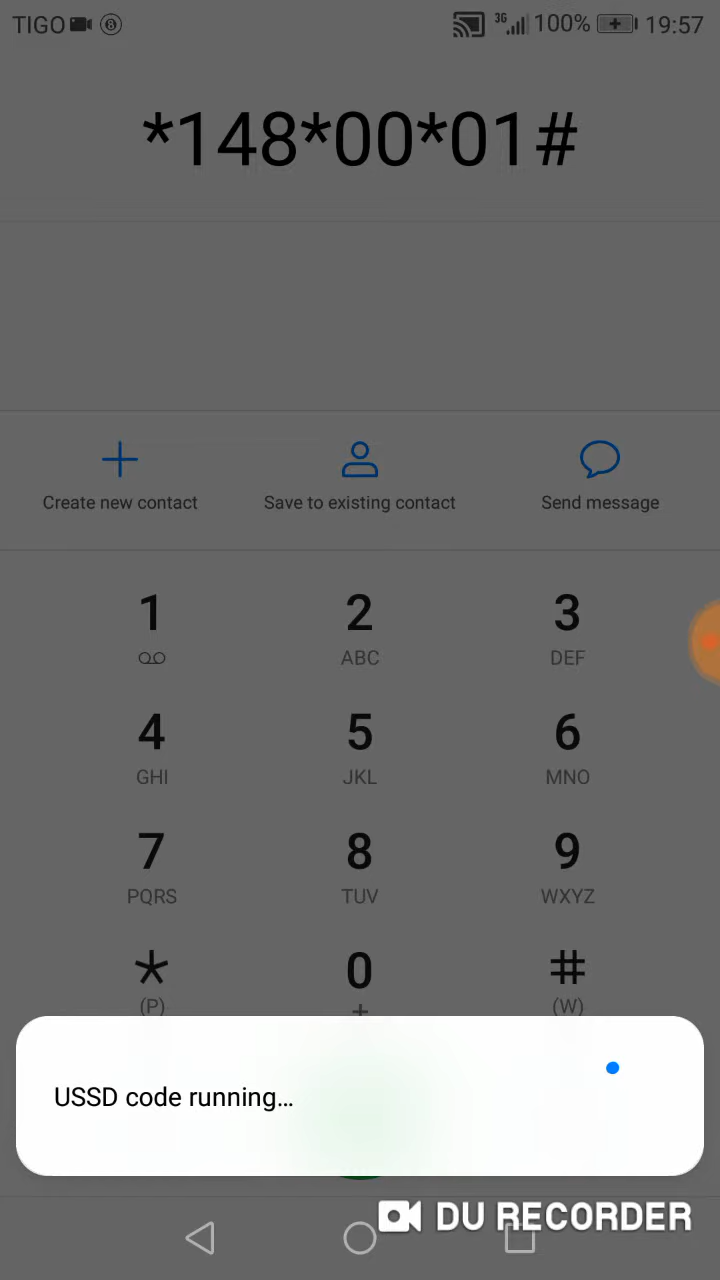 TIGO 3G 100% 19:57
*148*00*01#
Create new contact Save to existing contact Send message
1 2 3
ABC DEF
4 5 6
GHI JKL MNO
7 8 9
PQRS TUV WXYZ
* 0 #
(P) + (W)
USSD code running...
DU RECORDER